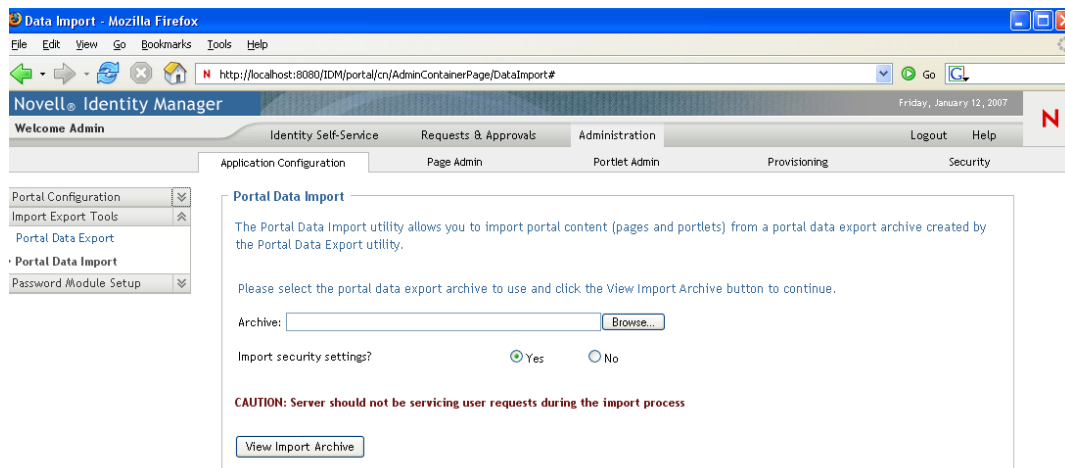 Data Import - Mozilla Firefox
File Edit View Go Bookmarks Tools Help
N http://localhost:8080/IDM/portal/cn/AdminContainerPage/DataImport# Go G
Novell® Identity Manager Friday, January 12, 2007
N
Welcome Admin Identity Self-Service Requests & Approvals Administration Logout Help
Application Configuration Page Admin Portlet Admin Provisioning Security
Portal Configuration
Import Export Tools
Portal Data Export
Portal Data Import
Password Module Setup
Portal Data Import
The Portal Data Import utility allows you to import portal content (pages and portlets) from a portal data export archive created by
the Portal Data Export utility.
Please select the portal data export archive to use and click the View Import Archive button to continue.
Archive: Browse...
Import security settings? Yes No
CAUTION: Server should not be servicing user requests during the import process
View Import Archive